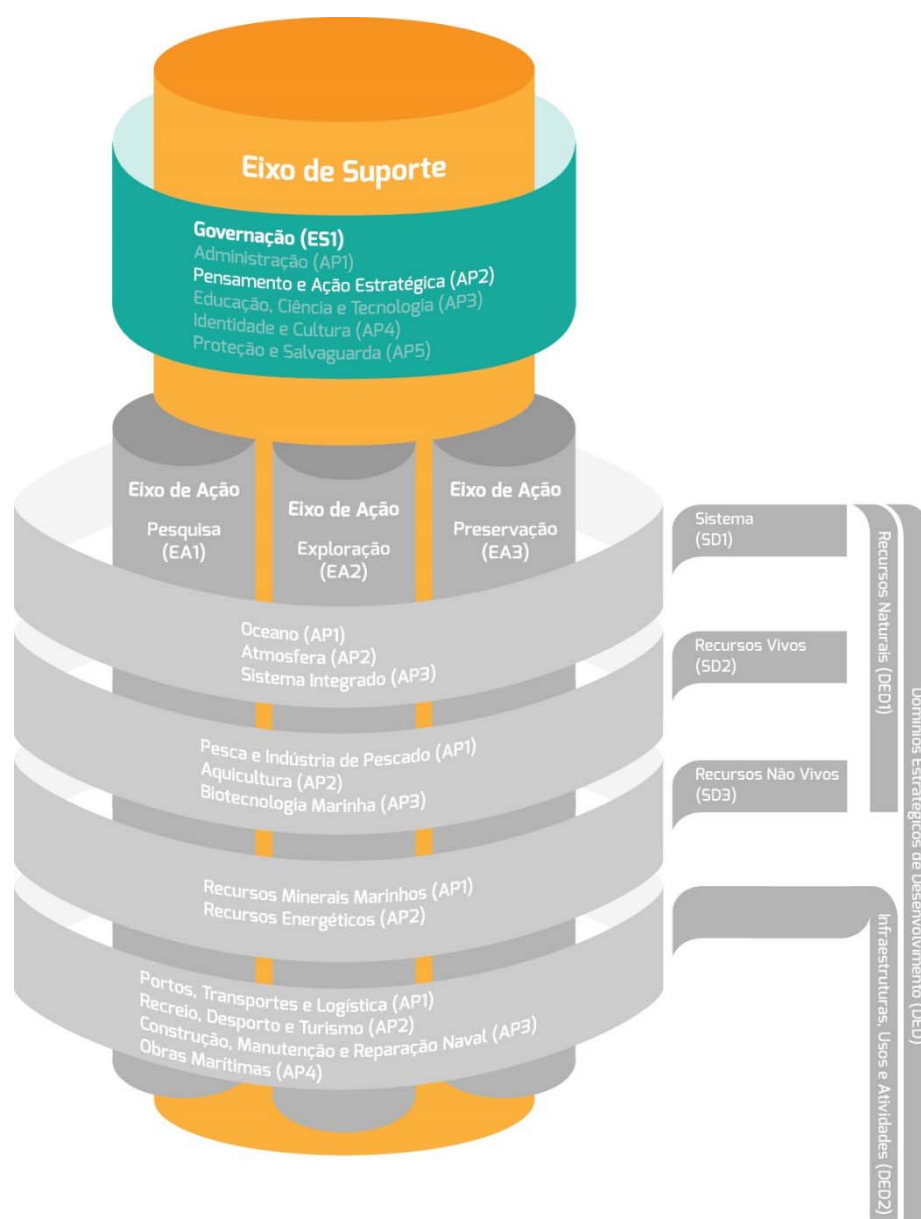 Eixo de Suporte
Governação (ES1)
Administração (AP1)
Pensamento e Ação Estratégica (AP2)
Educação, Ciência e Tecnologia (AP3)
Identidade e Cultura (AP4)
Proteção e Salvaguarda (AP5)
Eixo de Ação
Pesquisa
(EA1)
Eixo de Ação
Exploração
(EA2)
Eixo de Ação
Preservação
(EA3)
Oceano (AP1)
Atmosfera (AP2)
Sistema Integrado (AP3)
Sistema
(SD1)
Pesca e Indústria de Pescado (AP1)
Aquicultura (AP2)
Biotecnologia Marinha (AP3)
Recursos Vivos
(SD2)
Recursos Minerais Marinhos (AP1)
Recursos Energéticos (AP2)
Recursos Não Vivos
(SD3)
Portos, Transportes e Logística (AP1)
Recreio, Desporto e Turismo (AP2)
Construção, Manutenção e Reparação Naval (AP3)
Obras Marítimas (AP4)
Recursos Naturais (DED1)
Infraestruturas, Usos e Atividades (DED2)
Domínios Estratégicos de Desenvolvimento (DED)